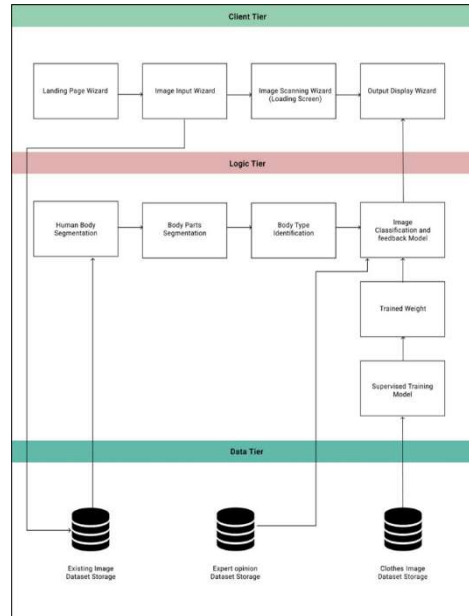 Client Tier
Landing Page Wizard
Image Input Wizard
Image Scanning Wizard
(Loading Screen)
Output Display Wizard
Logic Tier
Human Body
Segmentation
Body Parts
Segmentation
Body Type
Identification
Image
Classification and
feedback Model
Trained Weight
Supervised Training
Model
Data Tier
Existing Image
Dataset Storage
Expert opinion
Dataset Storage
Clothes Image
Dataset Storage